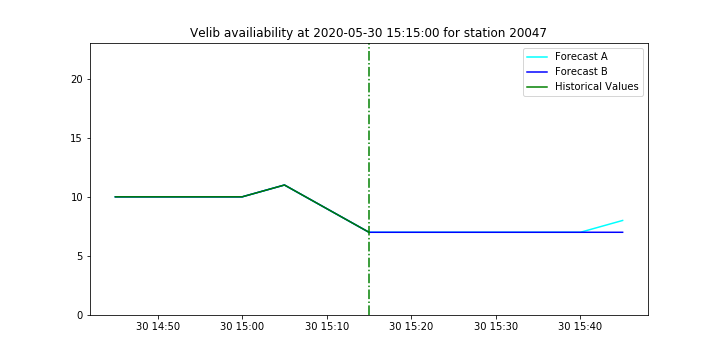 Velib availiability at 2020-05-30 15:15:00 for station 20047
Forecast A
Forecast B
Historical Values
20
15
10
5
0
30 14:50 30 15:00 30 15:10 30 15:20 30 15:30 30 15:40